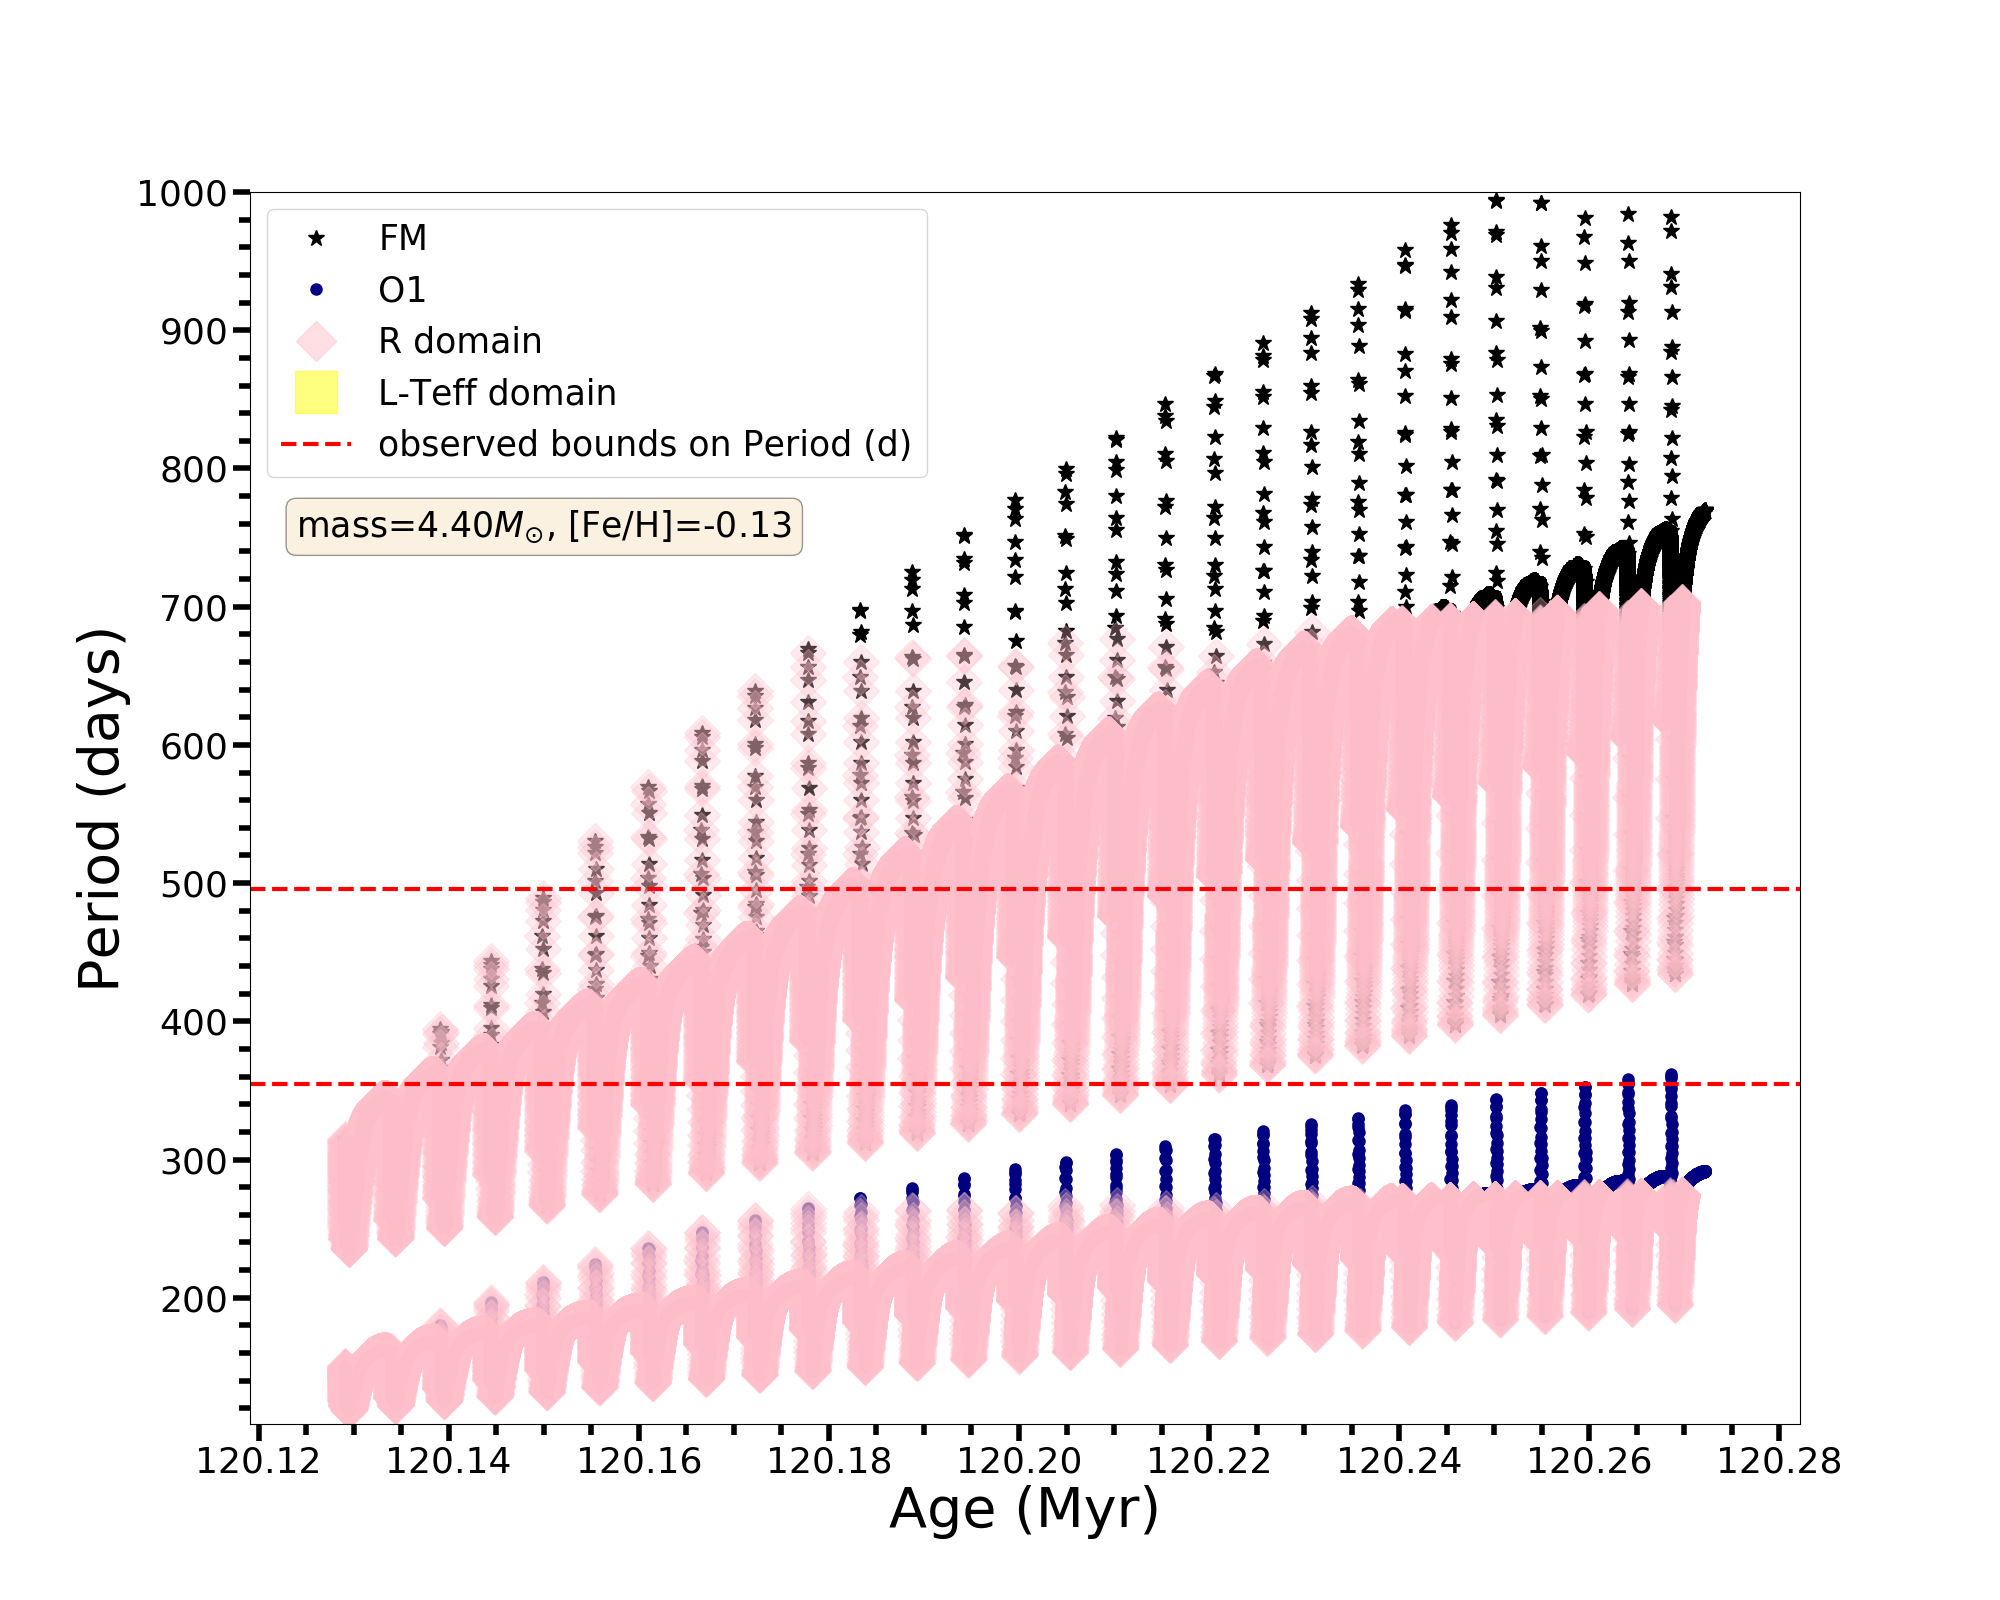 1000
900
800
700
600
500
400
300
200
Period (days)
FM
O1
R domain
L-Teff domain
observed bounds on Period (d)
mass=4.40M⊙, [Fe/H]=-0.13
120.12 120.14 120.16 120.18 120.20 120.22 120.24 120.26 120.28
Age (Myr)